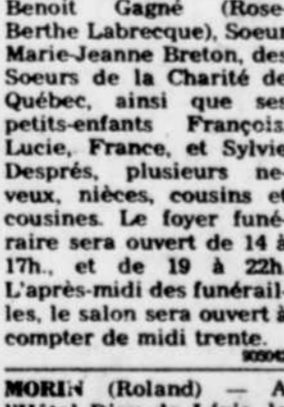 Benoit Gagné (Rose-
Berthe Labrecque), Soeur
Marie-Jeanne Breton, des
Soeurs de la Charité de
Québec, ainsi que ses
petits-enfants François,
Lucie, France, et Sylvie
Després, plusieurs ne-
veux, nièces, cousins et
cousines. Le foyer funé-
raire sera ouvert de 14 à
17h., et de 19 à 22h.
L'après-midi des funérail-
les, le salon sera ouvert à
compter de midi trente.
MORIN (Roland) — A